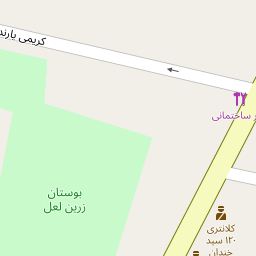 کریمی یارند
ساختمانی
بوستان
زرین لعل
کلانتری
۱۲۰ سید
خندان